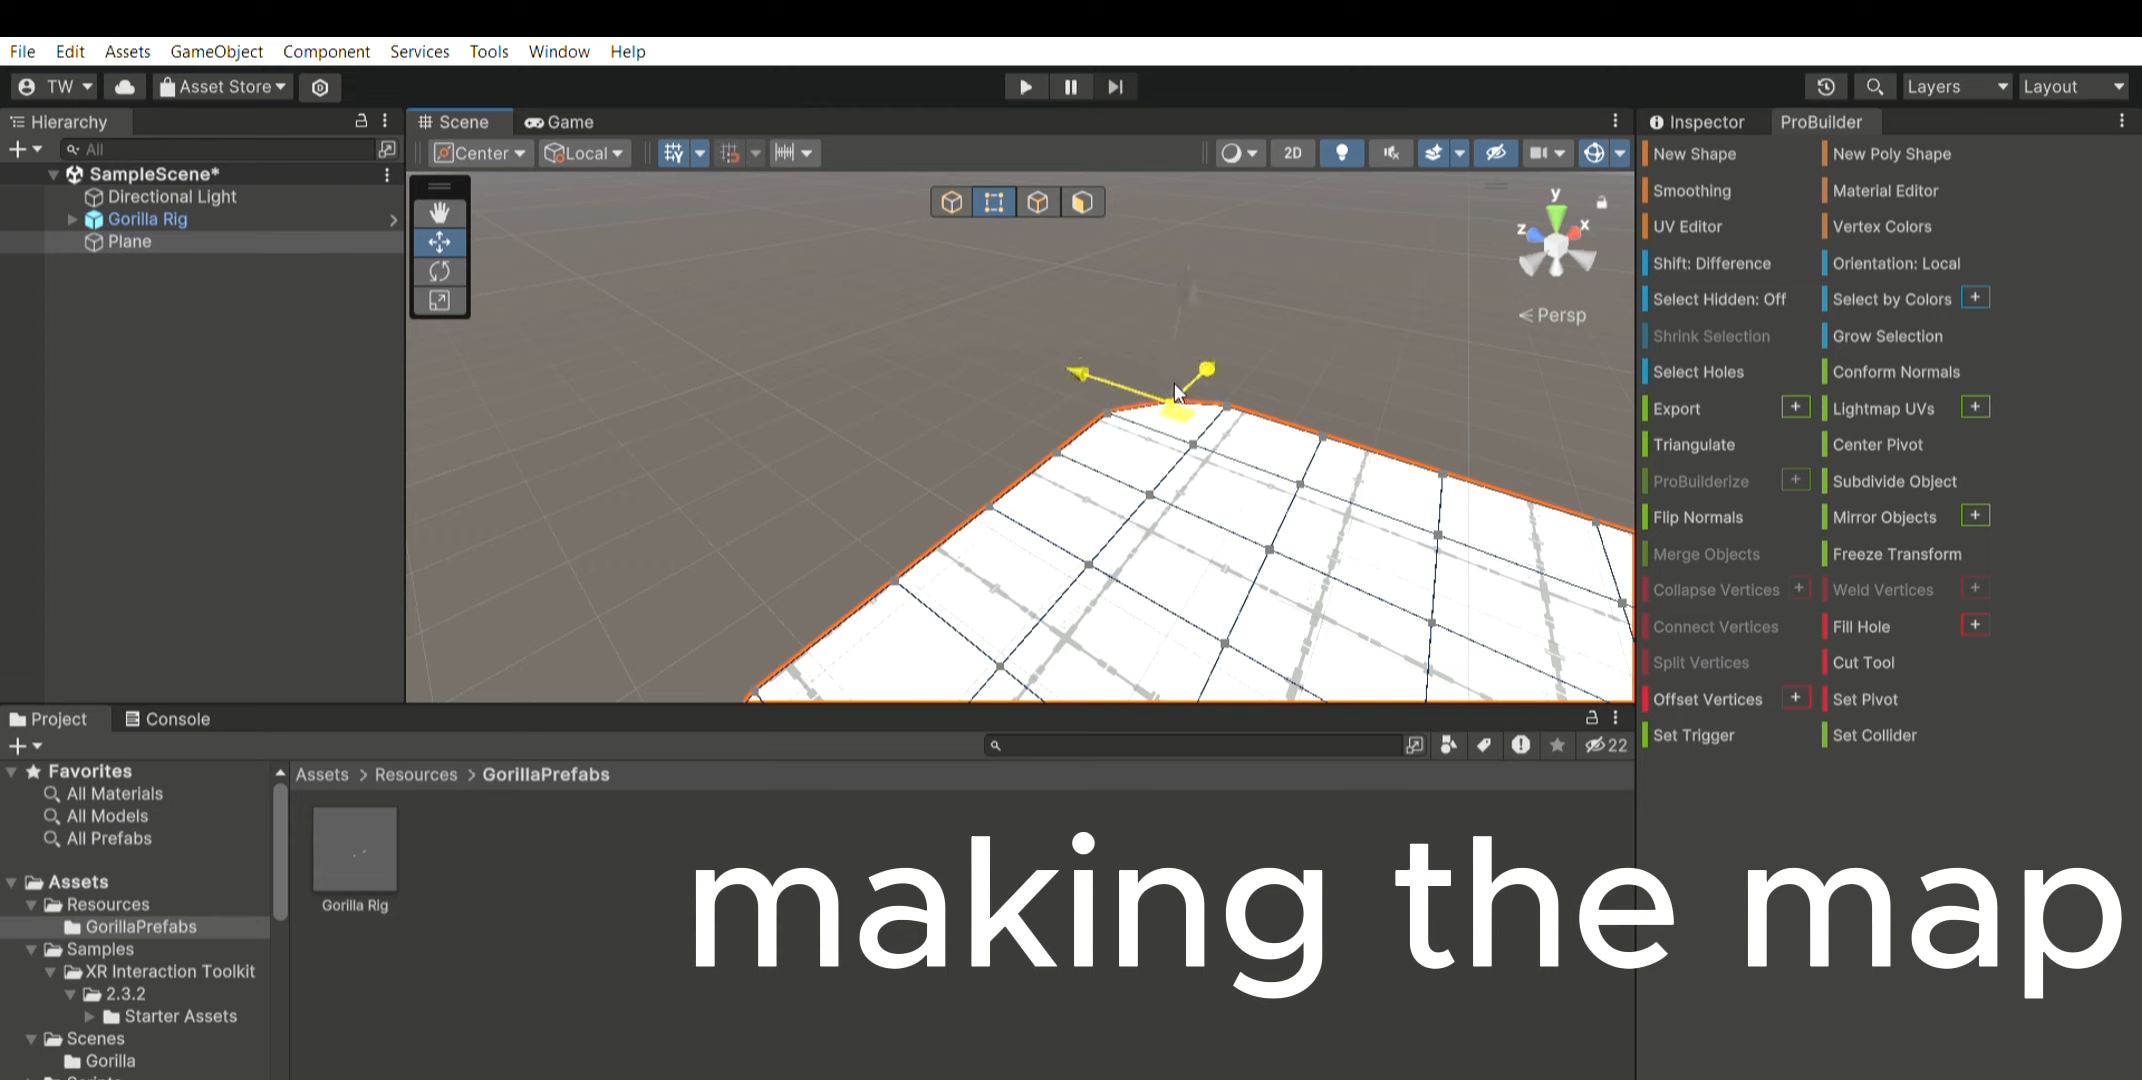 File Edit Assets GameObject Component Services Tools Window Help
TW Asset Store Layers Layout
Hierarchy
All
SampleScene*
Directional Light
Gorilla Rig
Plane
Scene Game
Center Local 2D
y
z x
Persp
Inspector ProBuilder
New Shape New Poly Shape
Smoothing Material Editor
UV Editor Vertex Colors
Shift: Difference Orientation: Local
Select Hidden: Off Select by Colors +
Shrink Selection Grow Selection
Select Holes Conform Normals
Export + Lightmap UVs +
Triangulate Center Pivot
ProBuilderize + Subdivide Object
Flip Normals Mirror Objects +
Merge Objects Freeze Transform
Collapse Vertices + Weld Vertices +
Connect Vertices Fill Hole +
Split Vertices Cut Tool
Offset Vertices + Set Pivot
Set Trigger Set Collider
Project Console
22
Favorites
All Materials
All Models
All Prefabs
Assets
Resources
GorillaPrefabs
Samples
XR Interaction Toolkit
2.3.2
Starter Assets
Scenes
Gorilla
Assets > Resources > GorillaPrefabs
Gorilla Rig
making the map